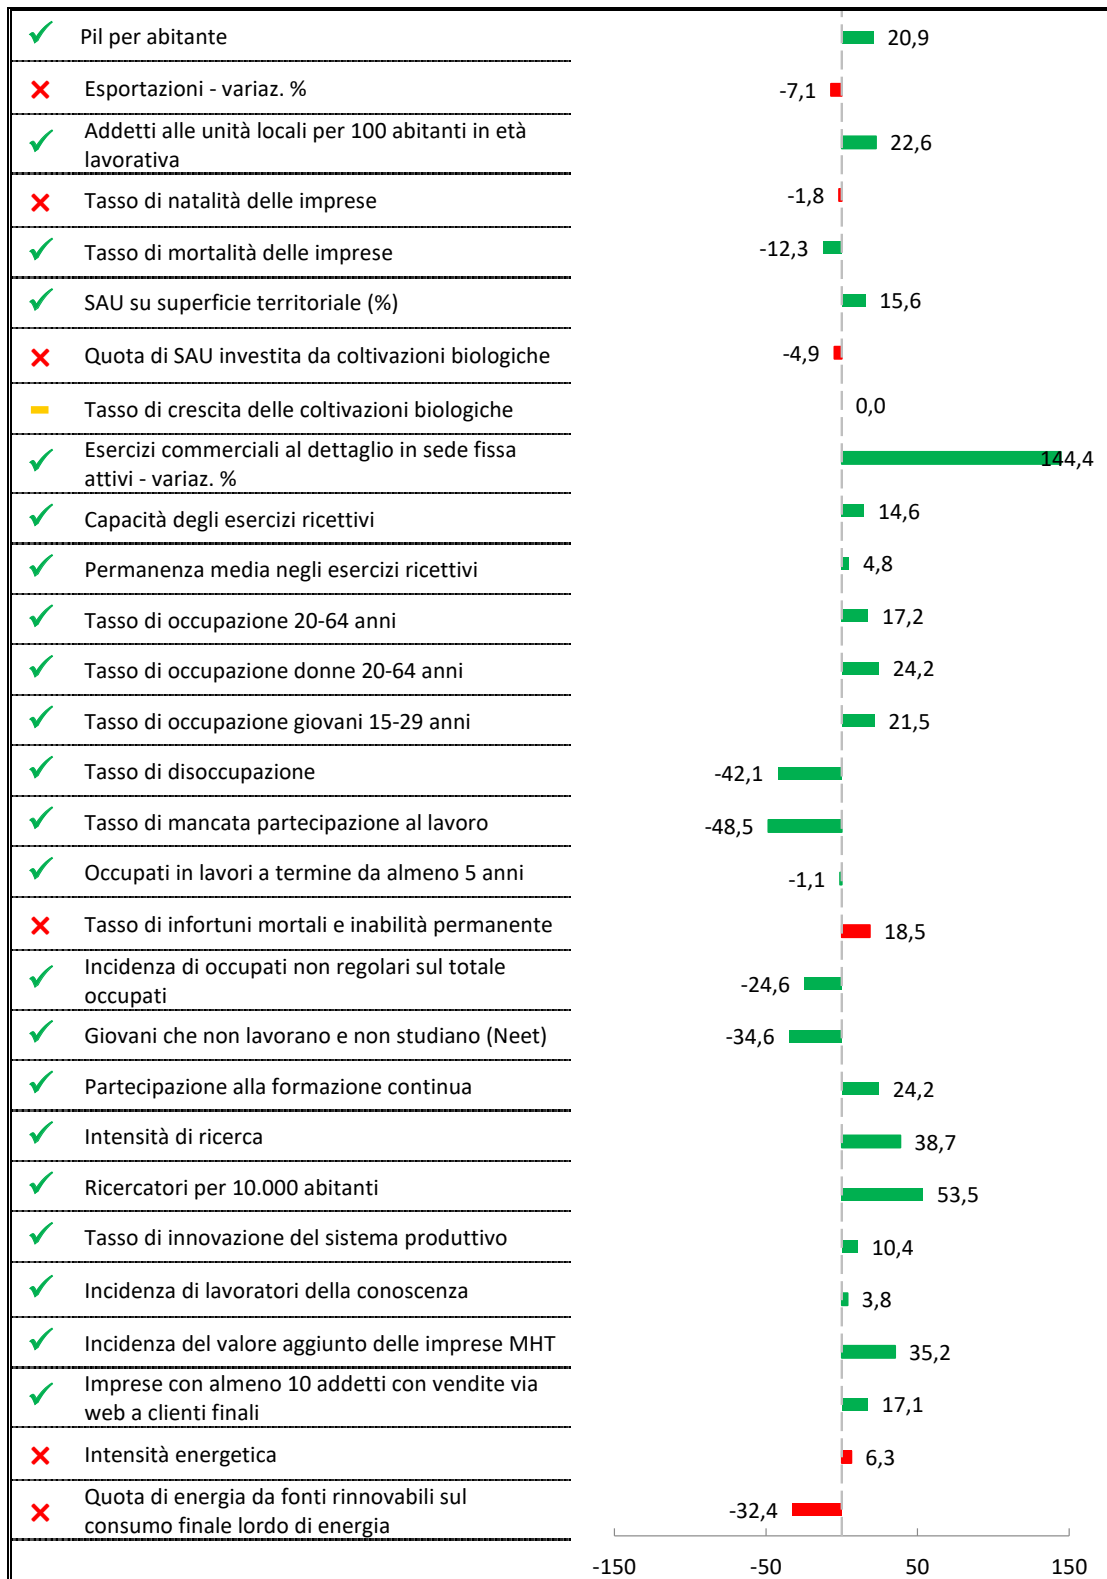 Pil per abitante
20,9
Esportazioni - variaz. %
-7,1
Addetti alle unità locali per 100 abitanti in età
lavorativa
22,6
Tasso di natalità delle imprese
-1,8
Tasso di mortalità delle imprese
-12,3
SAU su superficie territoriale (%)
15,6
Quota di SAU investita da coltivazioni biologiche
-4,9
Tasso di crescita delle coltivazioni biologiche
0,0
Esercizi commerciali al dettaglio in sede fissa
attivi - variaz. %
144,4
Capacità degli esercizi ricettivi
14,6
Permanenza media negli esercizi ricettivi
4,8
Tasso di occupazione 20-64 anni
17,2
Tasso di occupazione donne 20-64 anni
24,2
Tasso di occupazione giovani 15-29 anni
21,5
Tasso di disoccupazione
-42,1
Tasso di mancata partecipazione al lavoro
-48,5
Occupati in lavori a termine da almeno 5 anni
-1,1
Tasso di infortuni mortali e inabilità permanente
18,5
Incidenza di occupati non regolari sul totale
occupati
-24,6
Giovani che non lavorano e non studiano (Neet)
-34,6
Partecipazione alla formazione continua
24,2
Intensità di ricerca
38,7
Ricercatori per 10.000 abitanti
53,5
Tasso di innovazione del sistema produttivo
10,4
Incidenza di lavoratori della conoscenza
3,8
Incidenza del valore aggiunto delle imprese MHT
35,2
Imprese con almeno 10 addetti con vendite via
web a clienti finali
17,1
Intensità energetica
6,3
Quota di energia da fonti rinnovabili sul
consumo finale lordo di energia
-32,4
-150 -50 50 150